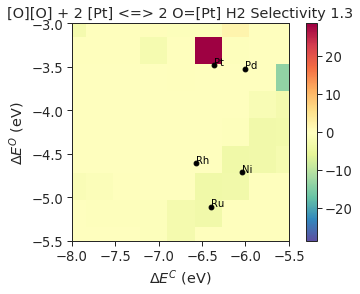 [O][O] + 2 [Pt] <=> 2 O=[Pt] H2 Selectivity 1.3
−3.0
−3.5
−4.0
−4.5
−5.0
−5.5
ΔE^O (eV)
Pt
Pd
Rh
Ni
Ru
20
10
0
−10
−20
−8.0 −7.5 −7.0 −6.5 −6.0 −5.5
ΔE^C (eV)